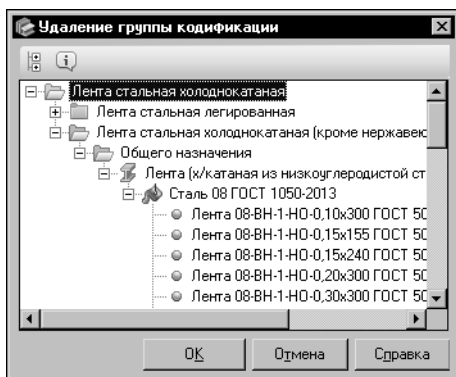 Удаление группы кодификации
Лента стальная холоднокатаная
Лента стальная легированная
Лента стальная холоднокатаная (кроме нержавек
Общего назначения
Лента (х/катаная из низкоуглеродистой ст
Сталь 08 ГОСТ 1050-2013
Лента 08-ВН-1-НО-0,10x300 ГОСТ 50
Лента 08-ВН-1-НО-0,15x155 ГОСТ 50
Лента 08-ВН-1-НО-0,15x240 ГОСТ 50
Лента 08-ВН-1-НО-0,20x300 ГОСТ 50
Лента 08-ВН-1-НО-0,30x300 ГОСТ 50
OK Отмена Справка